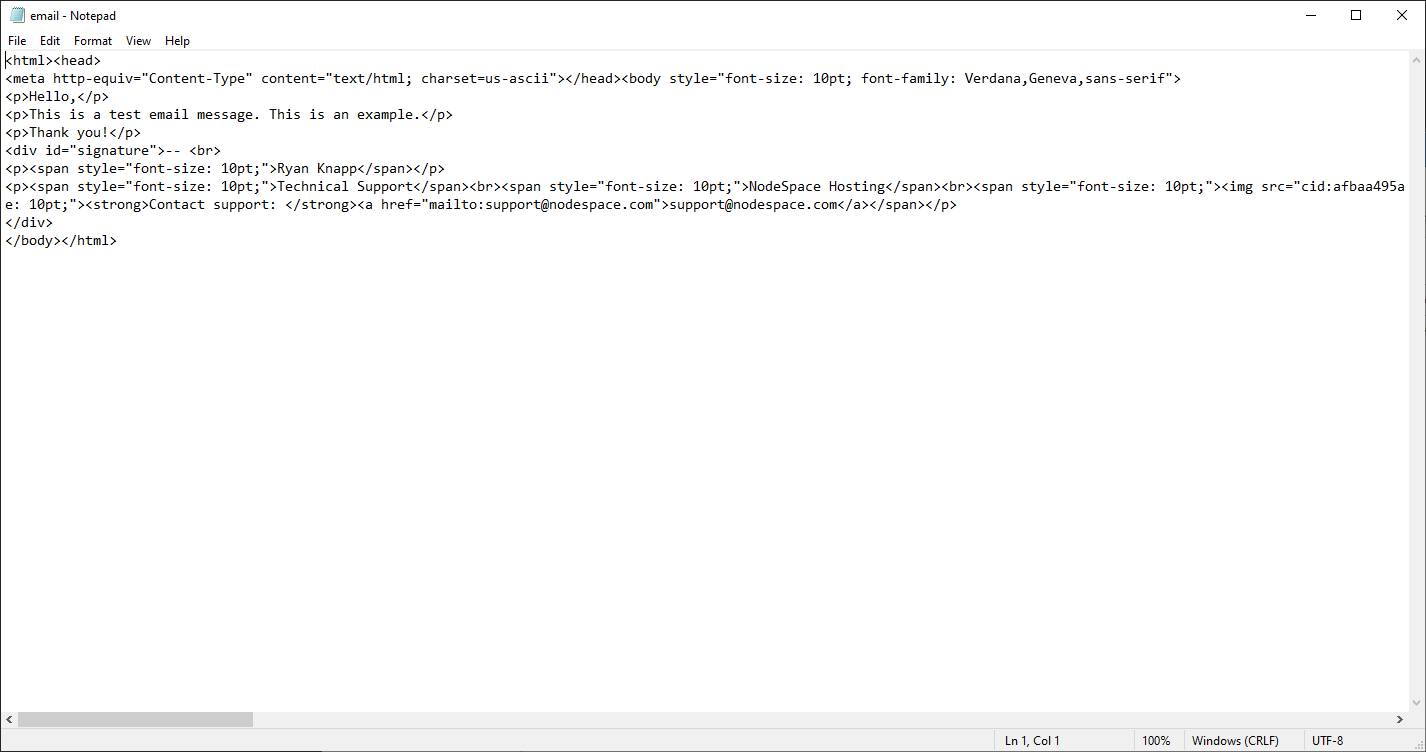 email - Notepad
File Edit Format View Help
<html><head>
<meta http-equiv="Content-Type" content="text/html; charset=us-ascii"></head><body style="font-size: 10pt; font-family: Verdana,Geneva,sans-serif">
<p>Hello,</p>
<p>This is a test email message. This is an example.</p>
<p>Thank you!</p>
<div id="signature">-- <br>
<p><span style="font-size: 10pt;">Ryan Knapp</span></p>
<p><span style="font-size: 10pt;">Technical Support</span><br><span style="font-size: 10pt;">NodeSpace Hosting</span><br><span style="font-size: 10pt;"><img src="cid:afbaa495a
e: 10pt;"><strong>Contact support: </strong><a href="mailto:support@nodespace.com">support@nodespace.com</a></span></p>
</div>
</body></html>
Ln 1, Col 1 100% Windows (CRLF) UTF-8